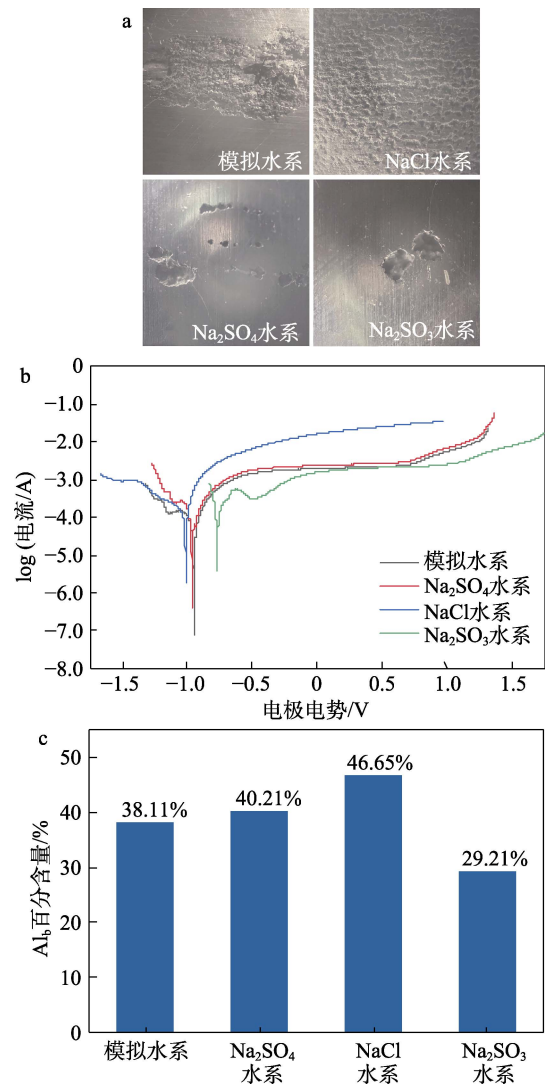 a
模拟水系
NaCl水系
Na₂SO₄水系
Na₂SO₃水系
b
log (电流/A)
0
−1.0
−2.0
−3.0
−4.0
−5.0
−6.0
−7.0
−8.0
模拟水系
Na₂SO₄水系
NaCl水系
Na₂SO₃水系
−1.5 −1.0 −0.5 0 0.5 1.0 1.5
电极电势/V
c
Al_b百分含量/%
50
40
30
20
10
0
38.11%
40.21%
46.65%
29.21%
模拟水系
Na₂SO₄
水系
NaCl
水系
Na₂SO₃
水系